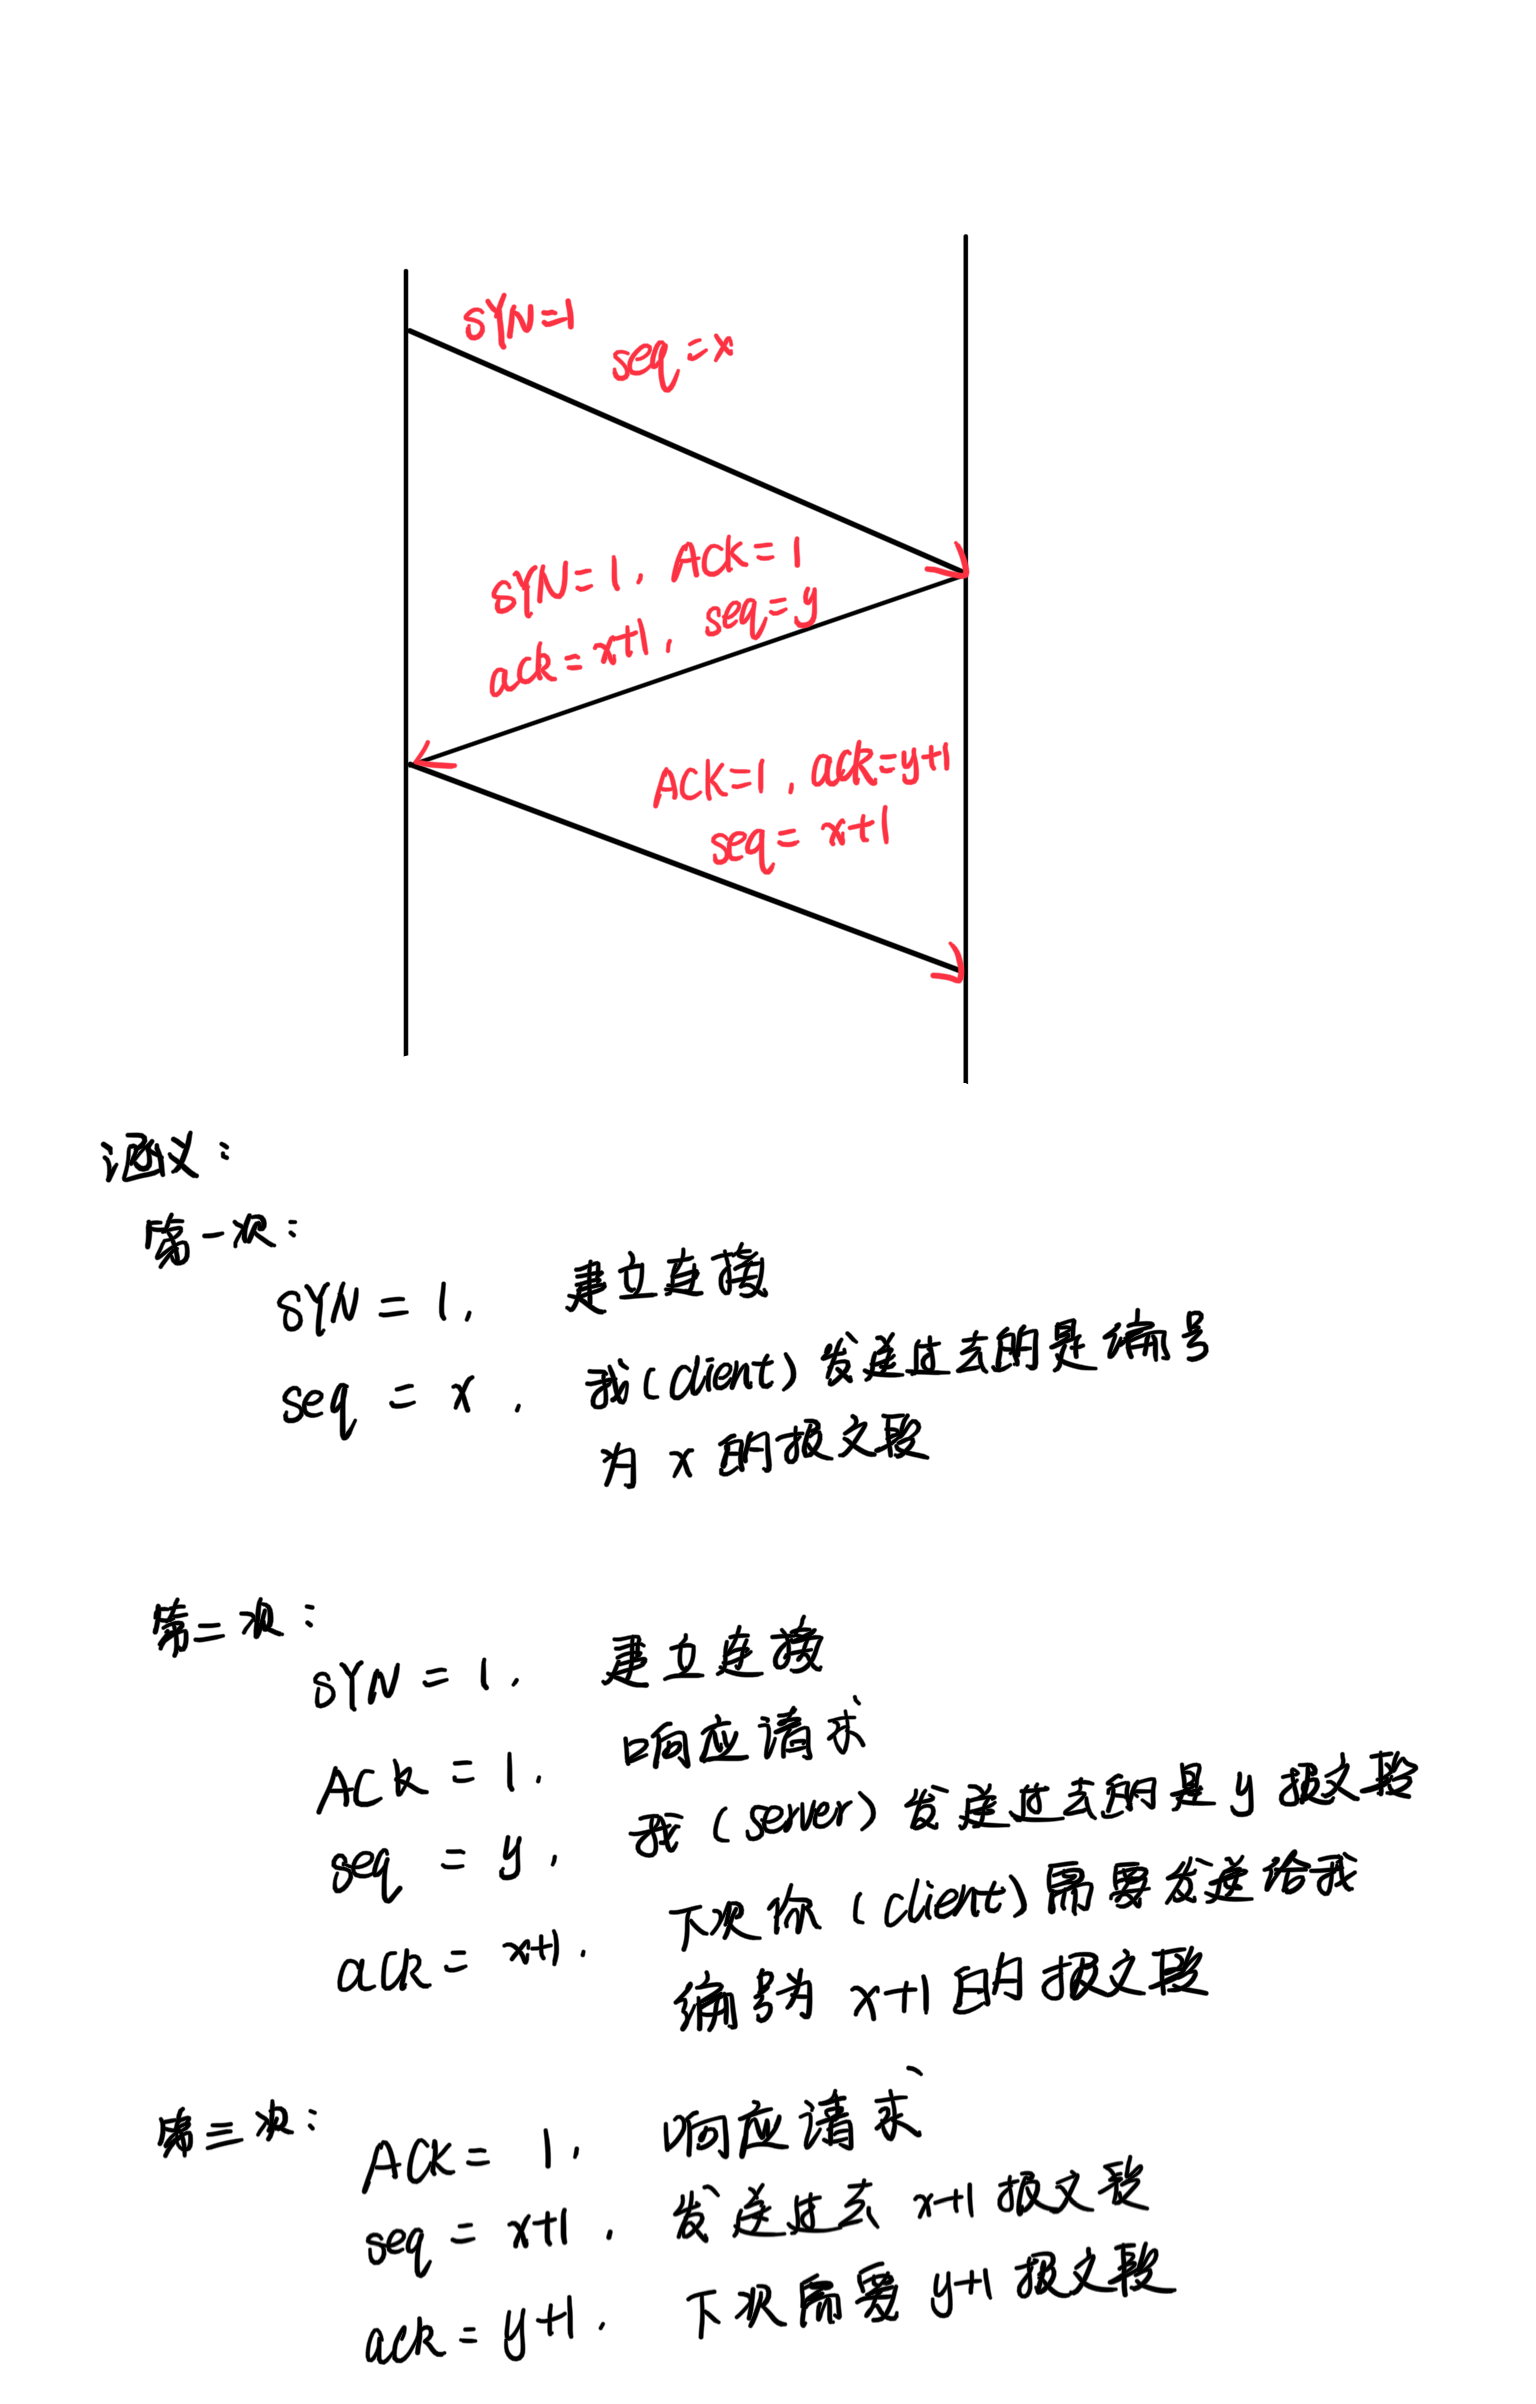 SYN=1
seq=x
SYN=1, ACK=1
ack=x+1, seq=y
ACK=1, ack=y+1
seq=x+1
涵义:
第一次:
SYN=1, 建立连接
seq=x, 我(client)发送过去的是编号
为x的报文段
第二次:
SYN=1, 建立连接
ACK=1, 响应请求
seq=y, 我(server)发送过去的是y报文段
ack=x+1. 下次你(client)需要发送给我
编号为x+1的报文段
第三次:
ACK=1, 响应请求
seq=x+1, 发送过去x+1报文段
ack=y+1. 下次需要y+1报文段